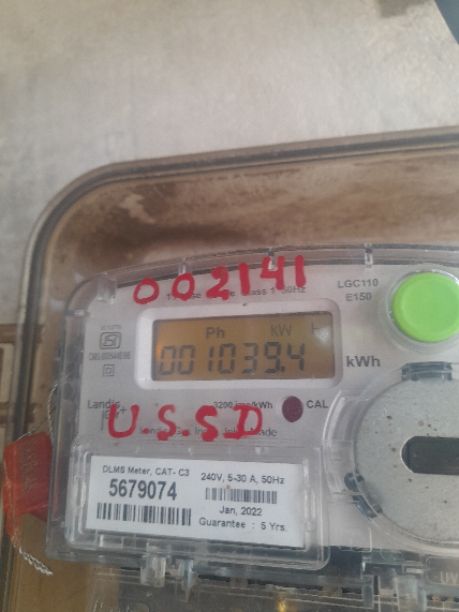 002141
LGC110
E150
Ph kW
001039.4
kWh
Landis
3200 imp/kWh
CAL
U.S.S.D
DLMS Meter, CAT- C3
5679074
240V, 5-30 A, 50Hz
Jan, 2022
Guarantee : 5 Yrs.
UV